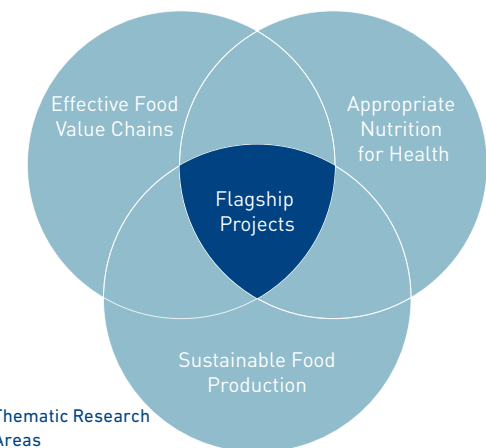 Effective Food
Value Chains
Appropriate
Nutrition
for Health
Flagship
Projects
Sustainable Food
Production
Thematic Research
Areas